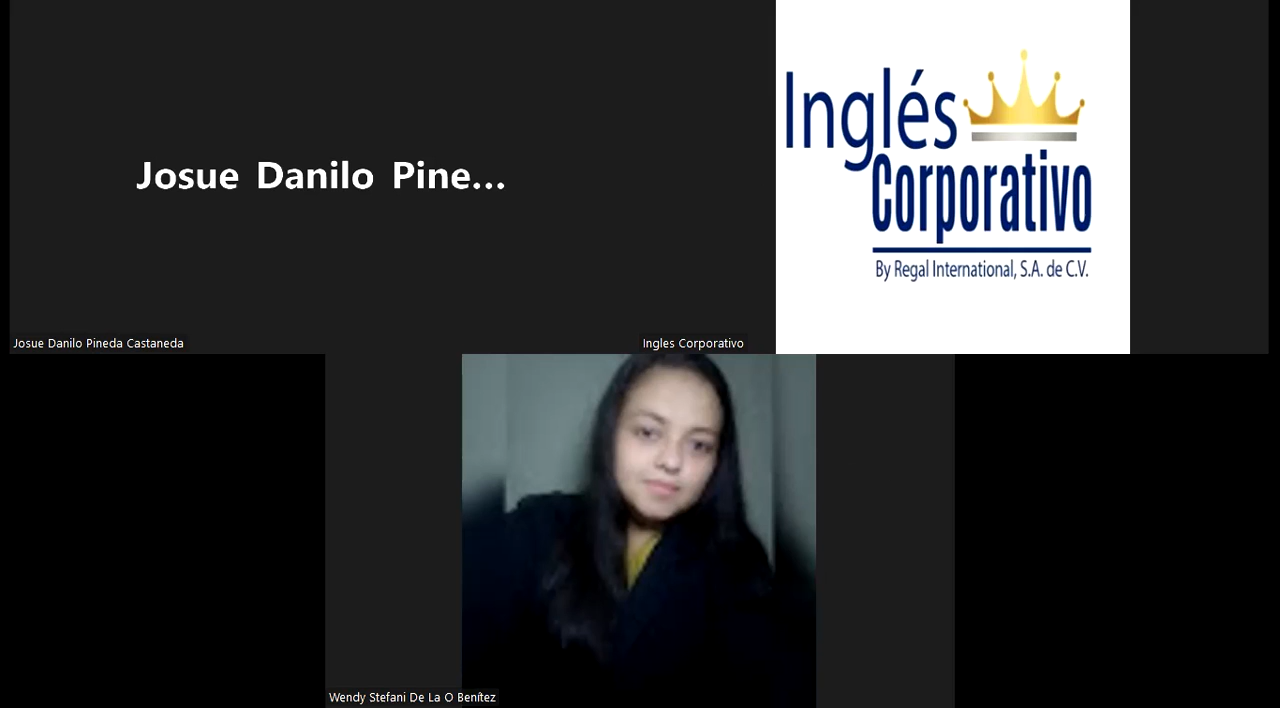 Josue Danilo Pine...
Josue Danilo Pineda Castaneda
Inglés
Corporativo
By Regal International, S.A. de C.V.
Ingles Corporativo
Wendy Stefani De La O Benítez